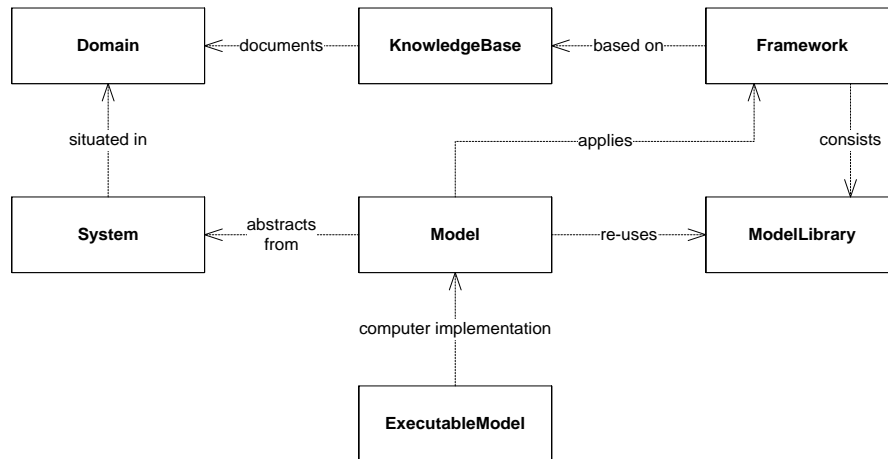 Domain
documents
KnowledgeBase
based on
Framework
situated in
applies
consists
System
abstracts
from
Model
re-uses
ModelLibrary
computer implementation
ExecutableModel